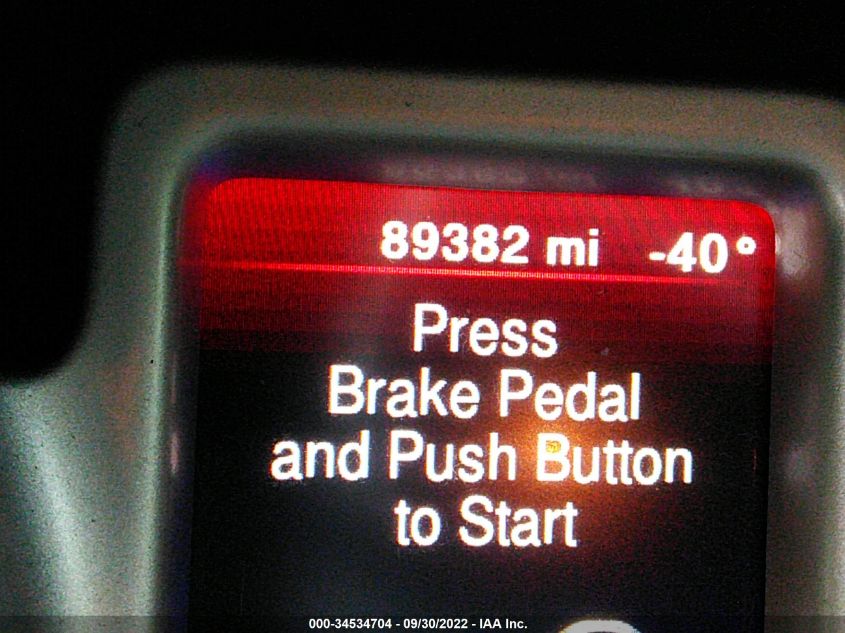 89382 mi -40°
Press
Brake Pedal
and Push Button
to Start
000-34534704 - 09/30/2022 - IAA Inc.